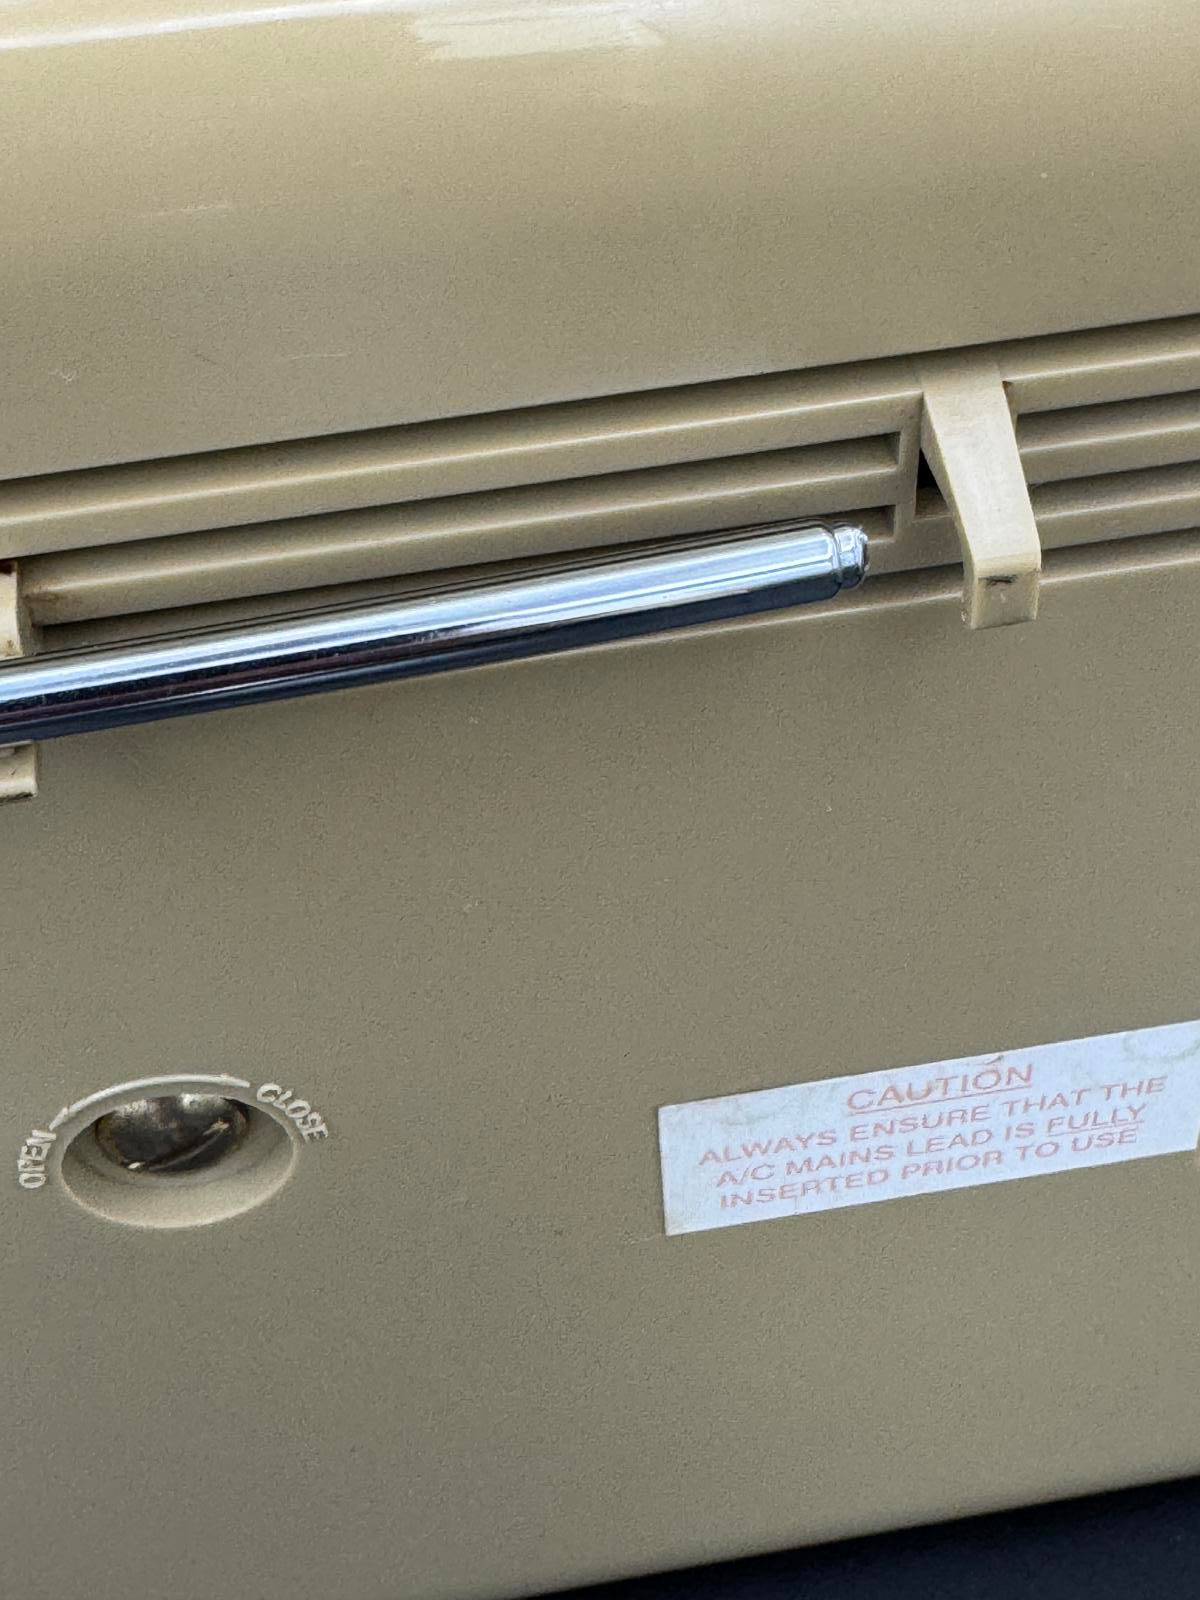 OPEN
CLOSE
CAUTION
ALWAYS ENSURE THAT THE
A/C MAINS LEAD IS FULLY
INSERTED PRIOR TO USE